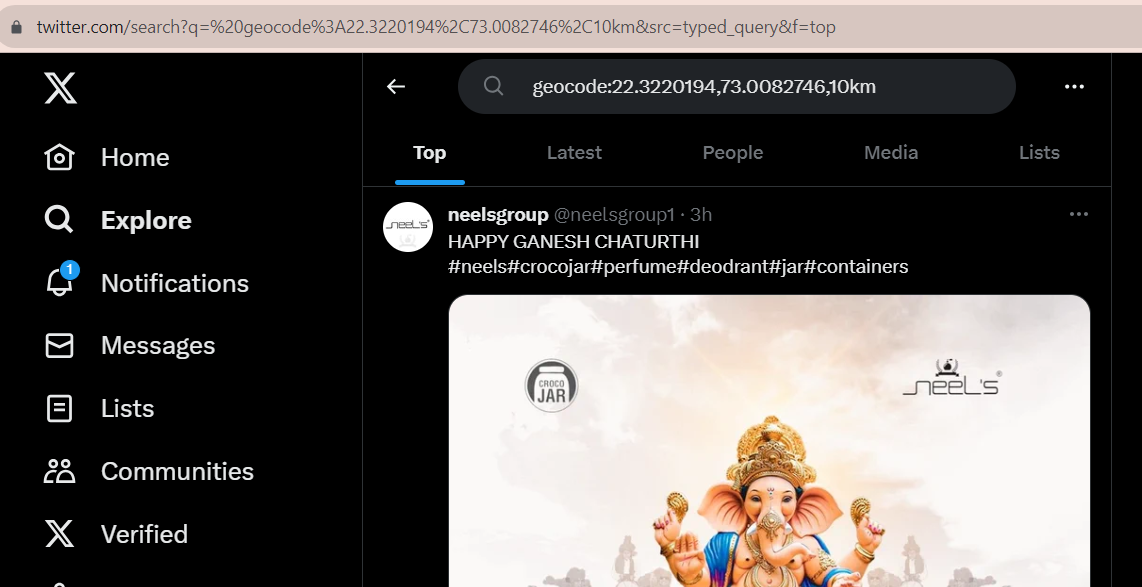 twitter.com/search?q=%20geocode%3A22.3220194%2C73.0082746%2C10km&src=typed_query&f=top
geocode:22.3220194,73.0082746,10km
Home
Explore
1
Notifications
Messages
Lists
Communities
Verified
Top
Latest
People
Media
Lists
neel's
neelsgroup @neelsgroup1 · 3h
HAPPY GANESH CHATURTHI
#neels#crocojar#perfume#deodrant#jar#containers
CROCO
JAR
neel's®